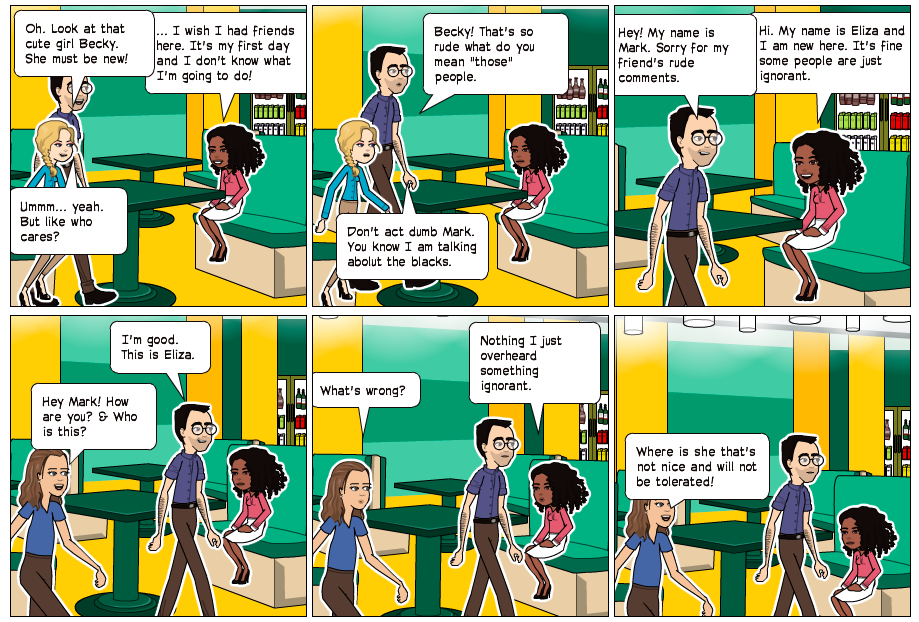 Oh. Look at that
cute girl Becky.
She must be new!
... I wish I had friends
here. It's my first day
and I don't know what
I'm going to do!
Ummm... yeah.
But like who
cares?
Becky! That's so
rude what do you
mean "those"
people.
Don't act dumb Mark.
You know I am talking
abolut the blacks.
Hey! My name is
Mark. Sorry for my
friend's rude
comments.
Hi. My name is Eliza and
I am new here. It's fine
some people are just
ignorant.
I'm good.
This is Eliza.
Hey Mark! How
are you? & Who
is this?
What's wrong?
Nothing I just
overheard
something
ignorant.
Where is she that's
not nice and will not
be tolerated!